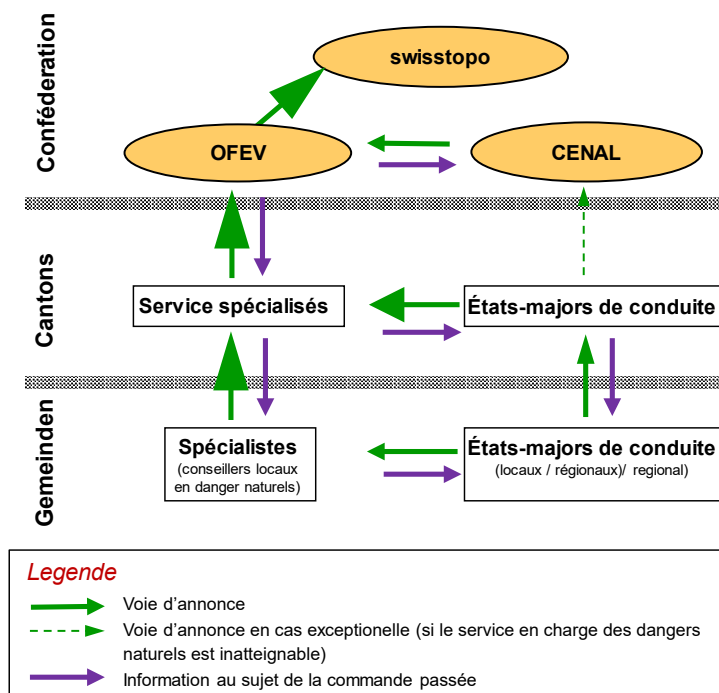 Confédération
swisstopo
OFEV
CENAL
Cantons
Service spécialisés
États-majors de conduite
Gemeinden
Spécialistes
(conseillers locaux
en danger naturels)
États-majors de conduite
(locaux / régionaux)/ regional)
Legende
Voie d'annonce
Voie d'annonce en cas exceptionelle (si le service en charge des dangers
naturels est inatteignable)
Information au sujet de la commande passée